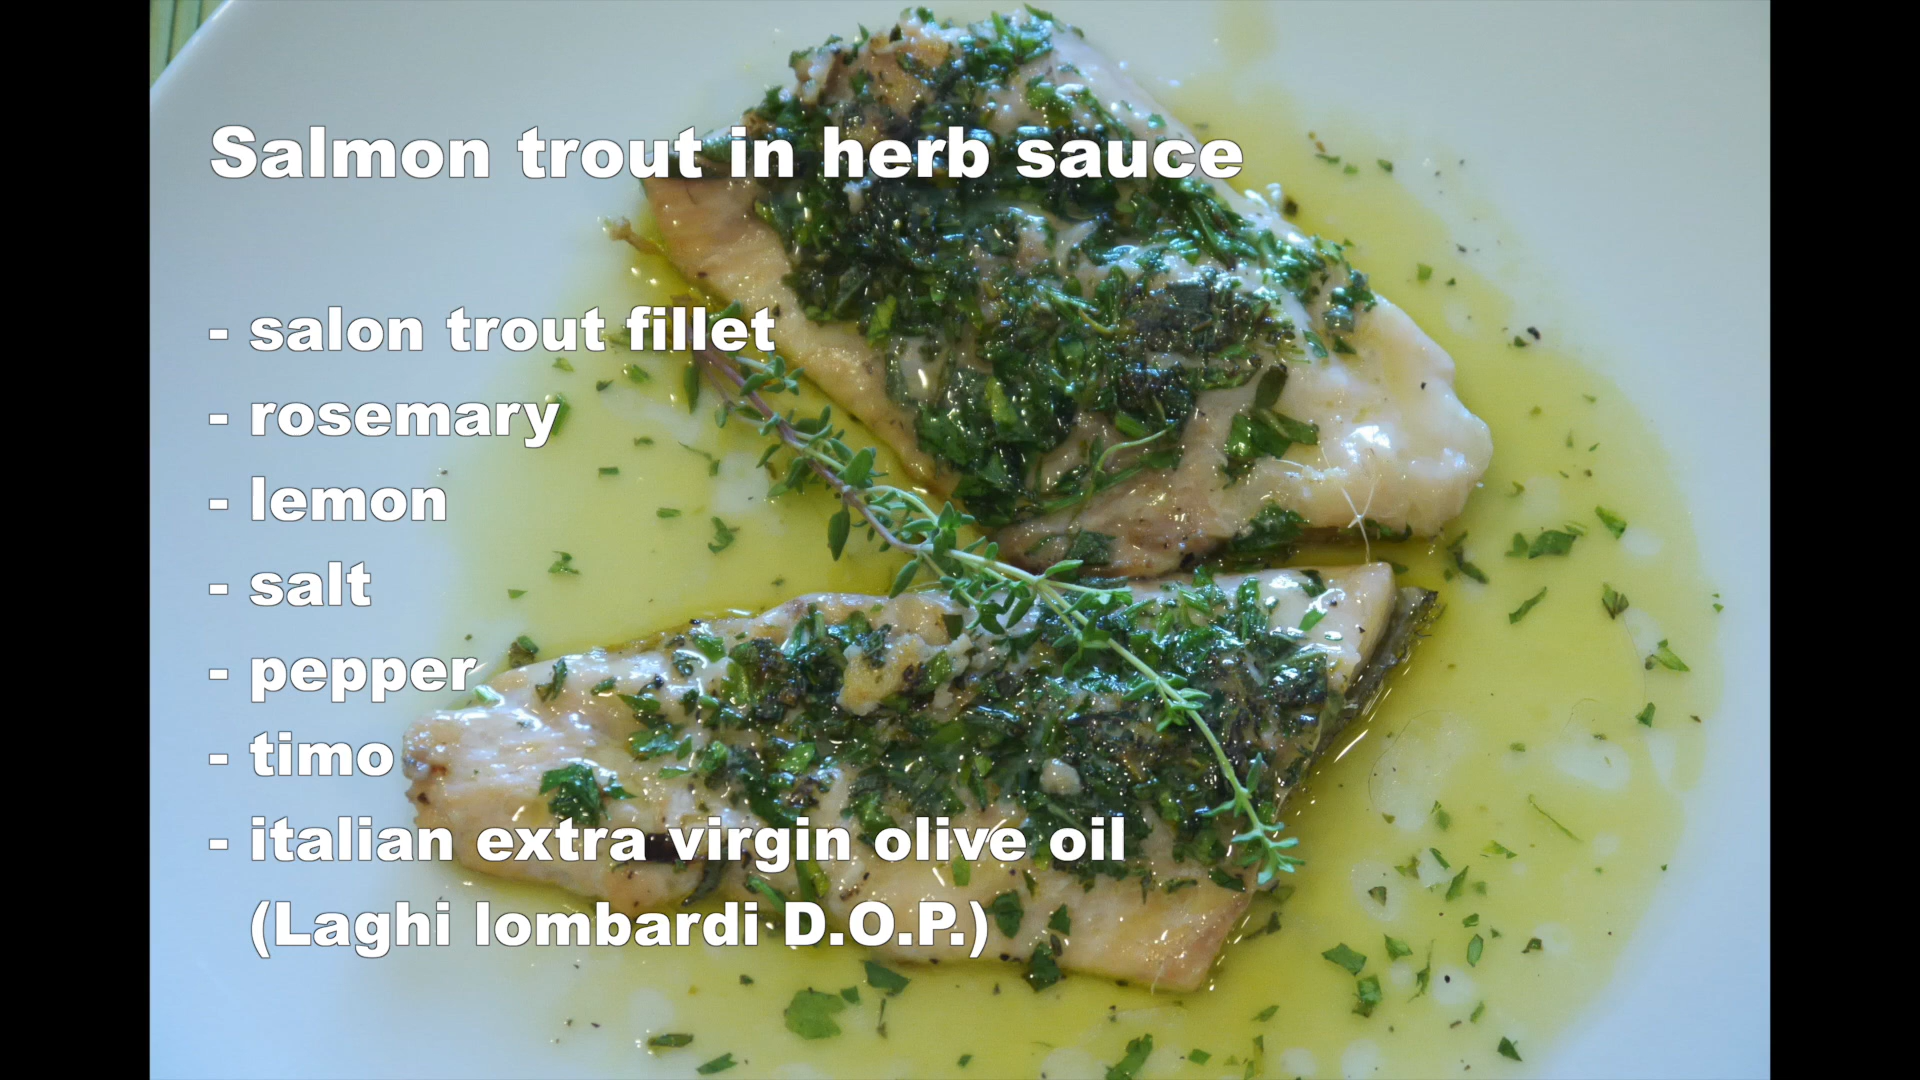 Salmon trout in herb sauce
- salon trout fillet
- rosemary
- lemon
- salt
- pepper
- timo
- italian extra virgin olive oil
(Laghi lombardi D.O.P.)